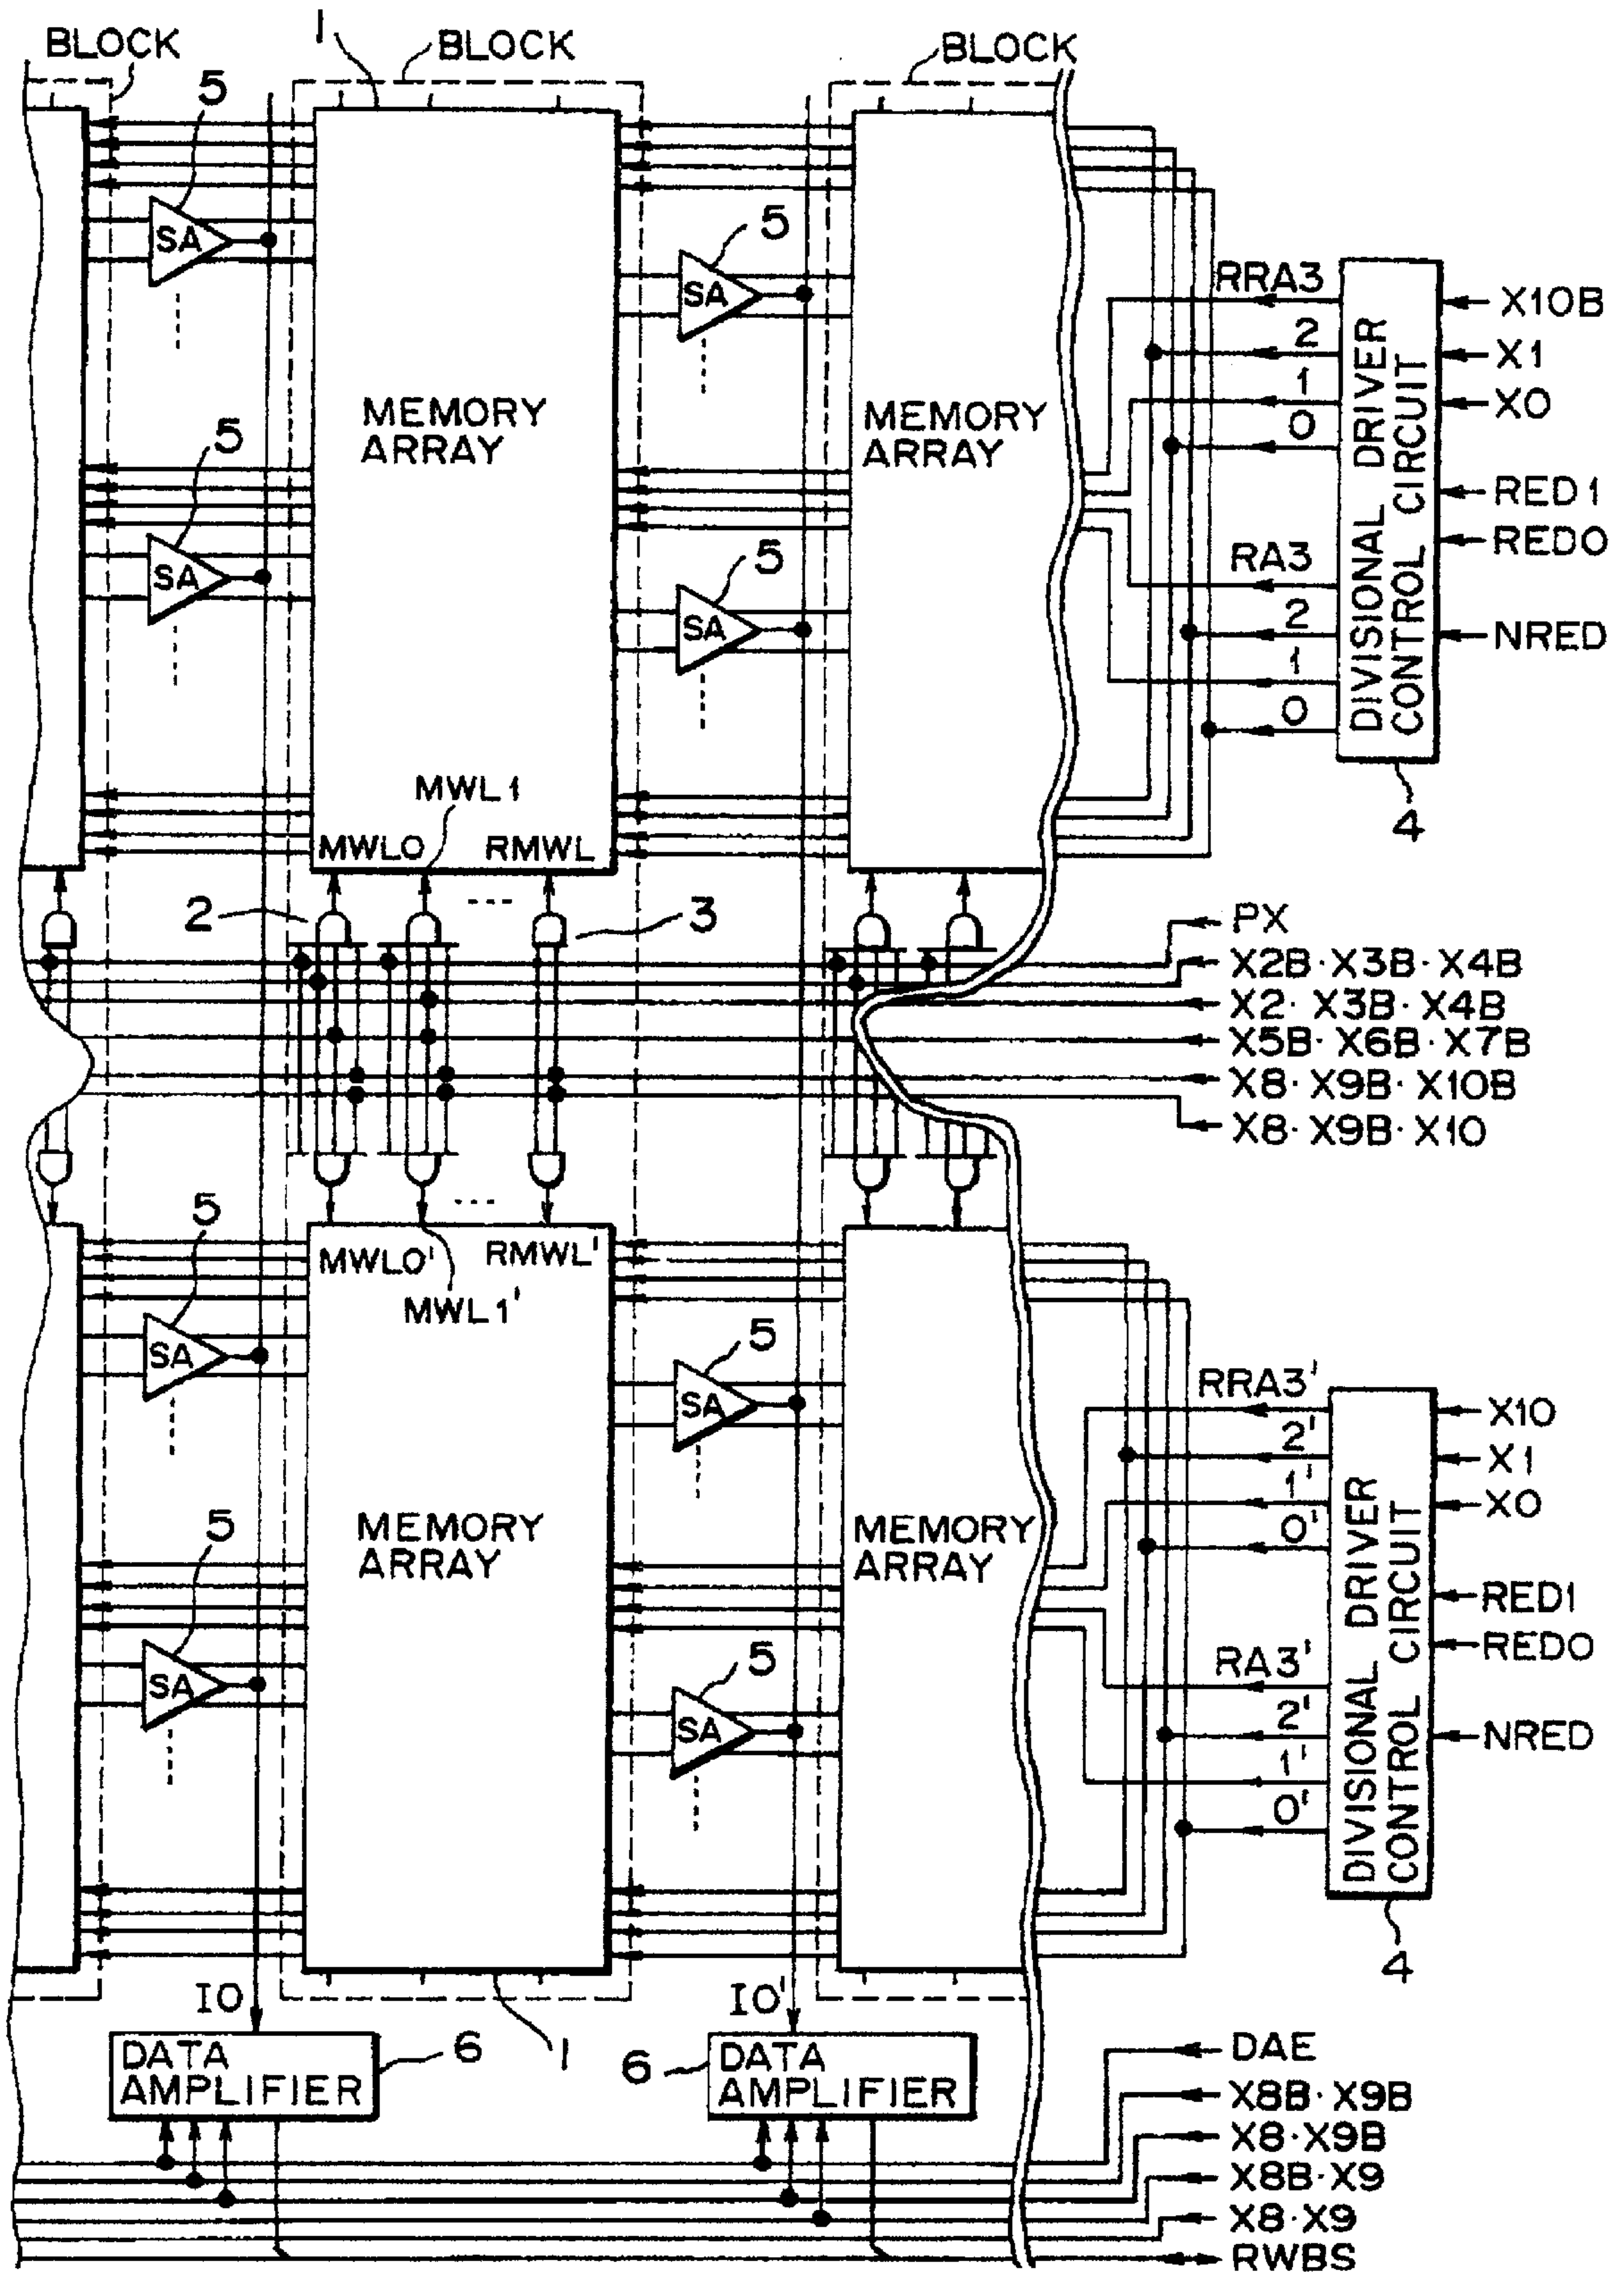 BLOCK
1
BLOCK
BLOCK
5
SA
5
SA
RRA3
X10B
2
X1
1
X0
0
MEMORY
ARRAY
MEMORY
ARRAY
5
SA
RED1
RED0
5
SA
RA3
2
NRED
1
0
DIVISIONAL DRIVER
CONTROL CIRCUIT
4
MWL1
MWL0
RMWL
2
3
PX
X2B·X3B·X4B
X2·X3B·X4B
X5B·X6B·X7B
X8·X9B·X10B
X8·X9B·X10
5
SA
MWL0'
RMWL'
MWL1'
5
SA
RRA3'
X10
2'
X1
1'
X0
0'
MEMORY
ARRAY
MEMORY
ARRAY
5
SA
RED1
RED0
5
SA
RA3'
2'
NRED
1'
0'
DIVISIONAL DRIVER
CONTROL CIRCUIT
4
IO
IO'
1
DATA
AMPLIFIER
6
6
DATA
AMPLIFIER
DAE
X8B·X9B
X8·X9B
X8B·X9
X8·X9
RWBS